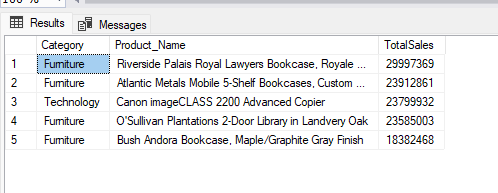 100 %
Results Messages
Category Product_Name TotalSales
1 Furniture Riverside Palais Royal Lawyers Bookcase, Royale ... 29997369
2 Furniture Atlantic Metals Mobile 5-Shelf Bookcases, Custom ... 23912861
3 Technology Canon imageCLASS 2200 Advanced Copier 23799932
4 Furniture O'Sullivan Plantations 2-Door Library in Landvery Oak 23585003
5 Furniture Bush Andora Bookcase, Maple/Graphite Gray Finish 18382468